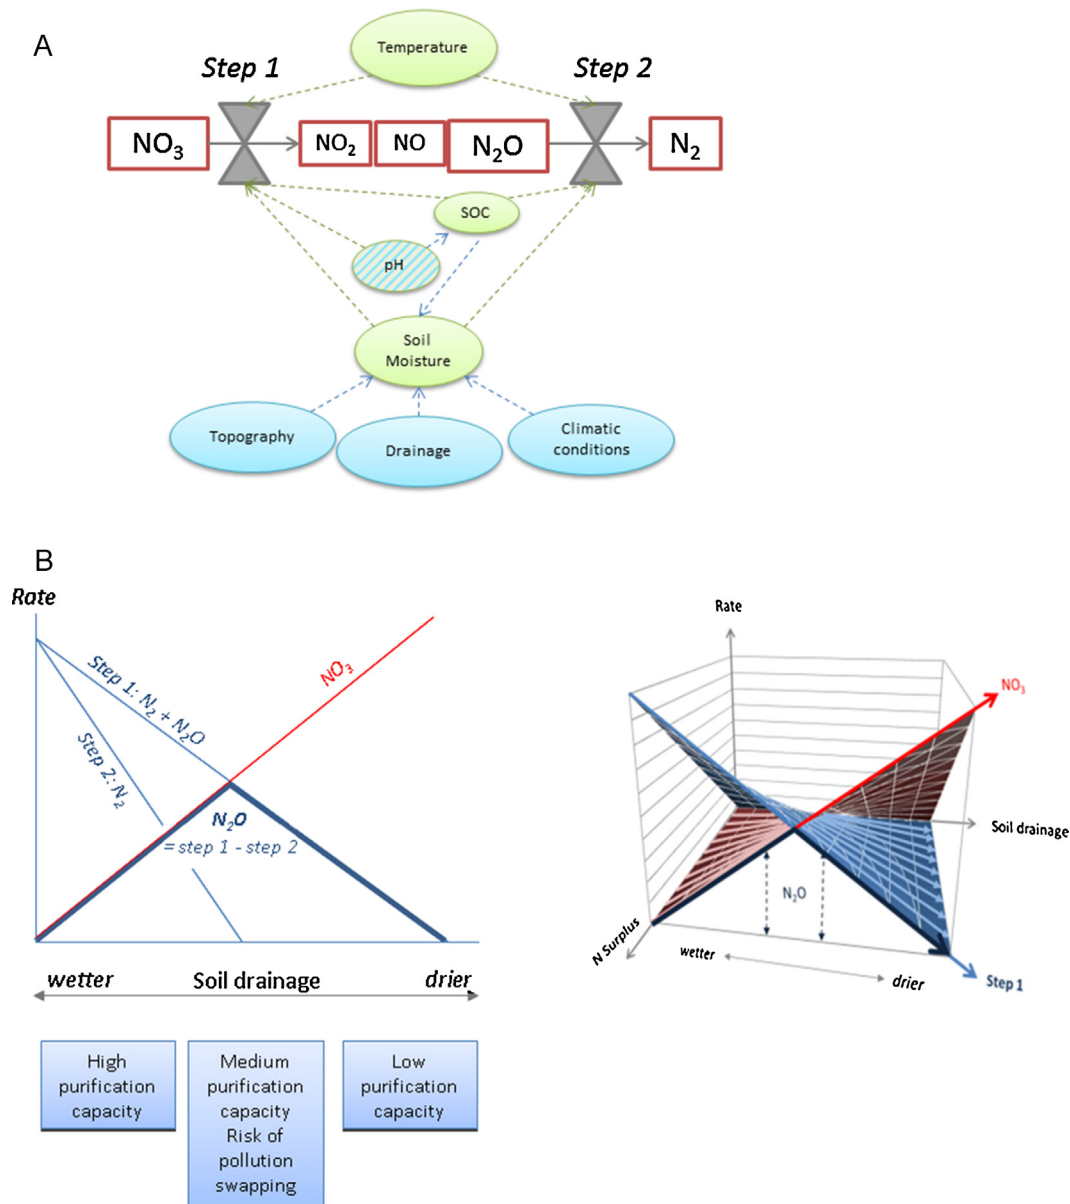 A
Temperature
Step 1
Step 2
NO3
NO2
NO
N2O
N2
SOC
pH
Soil
Moisture
Topography
Drainage
Climatic
conditions
B
Rate
Step 1: N2 + N2O
Step 2: N2
NO3
N2O
= step 1 - step 2
wetter
Soil drainage
drier
High
purification
capacity
Medium
purification
capacity
Risk of
pollution
swapping
Low
purification
capacity
Rate
NO3
Soil drainage
N2O
N Surplus
wetter
drier
Step 1